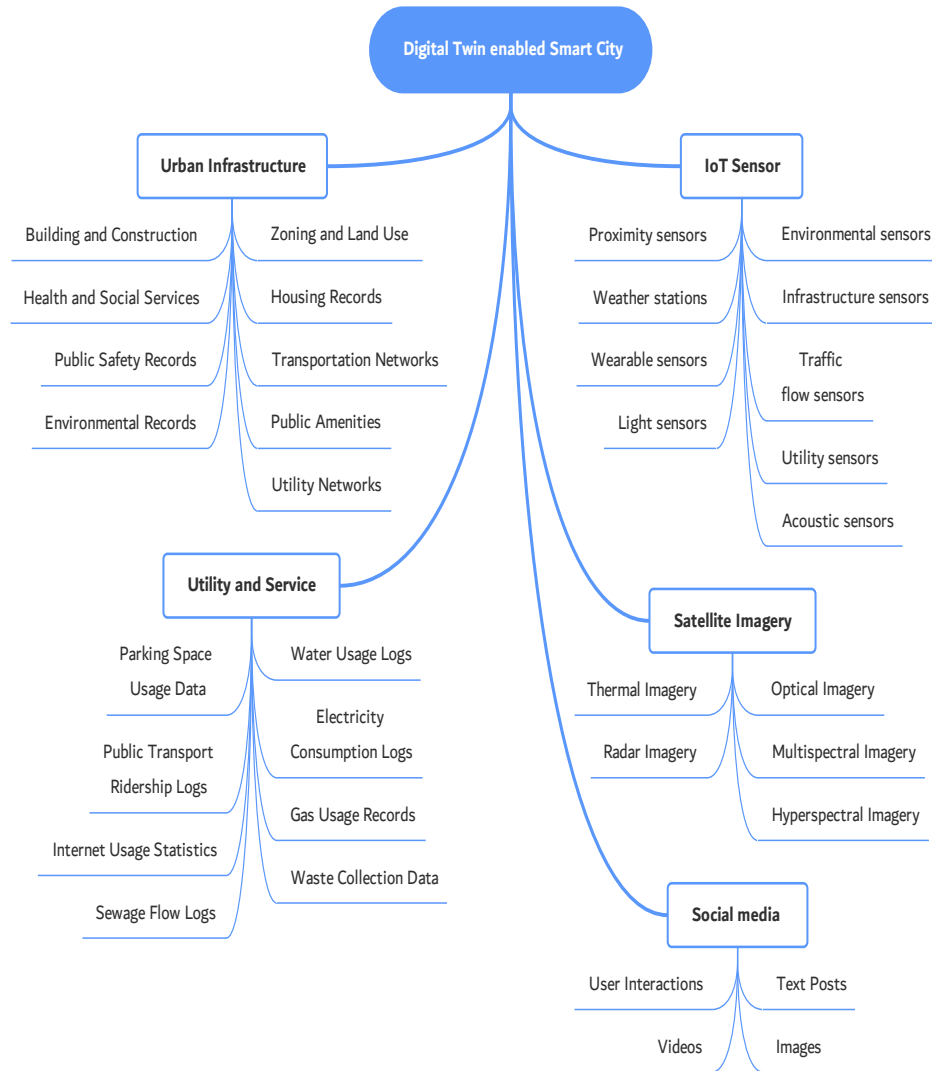 Digital Twin enabled Smart City
Urban Infrastructure
Building and Construction
Zoning and Land Use
Health and Social Services
Housing Records
Public Safety Records
Transportation Networks
Environmental Records
Public Amenities
Utility Networks
IoT Sensor
Proximity sensors
Environmental sensors
Weather stations
Infrastructure sensors
Wearable sensors
Traffic
flow sensors
Light sensors
Utility sensors
Acoustic sensors
Utility and Service
Parking Space
Usage Data
Water Usage Logs
Public Transport
Ridership Logs
Electricity
Consumption Logs
Internet Usage Statistics
Gas Usage Records
Sewage Flow Logs
Waste Collection Data
Satellite Imagery
Thermal Imagery
Optical Imagery
Radar Imagery
Multispectral Imagery
Hyperspectral Imagery
Social media
User Interactions
Text Posts
Videos
Images